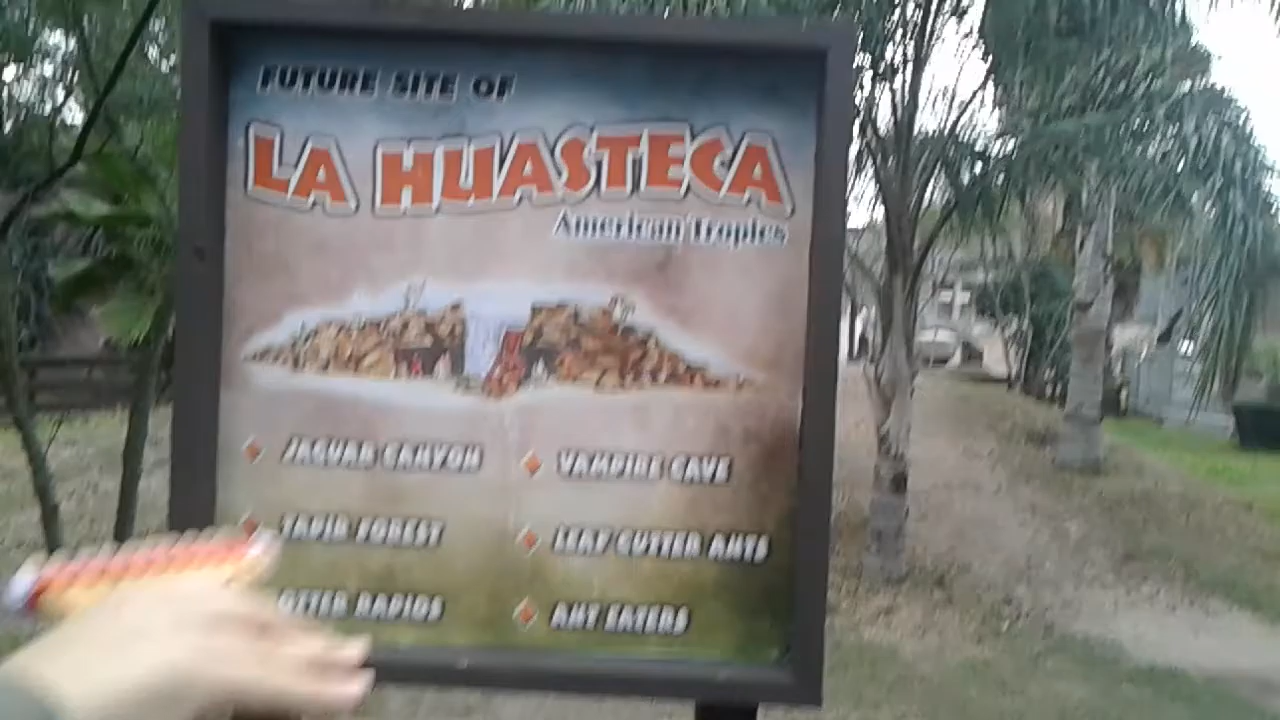 FUTURE SITE OF
LA HUASTECA
American Tropics
JAGUAR CANYON
VAMPIRE CAVE
TAPIR FOREST
LEAF CUTTER ANTS
OTTER RAPIDS
ANT EATERS